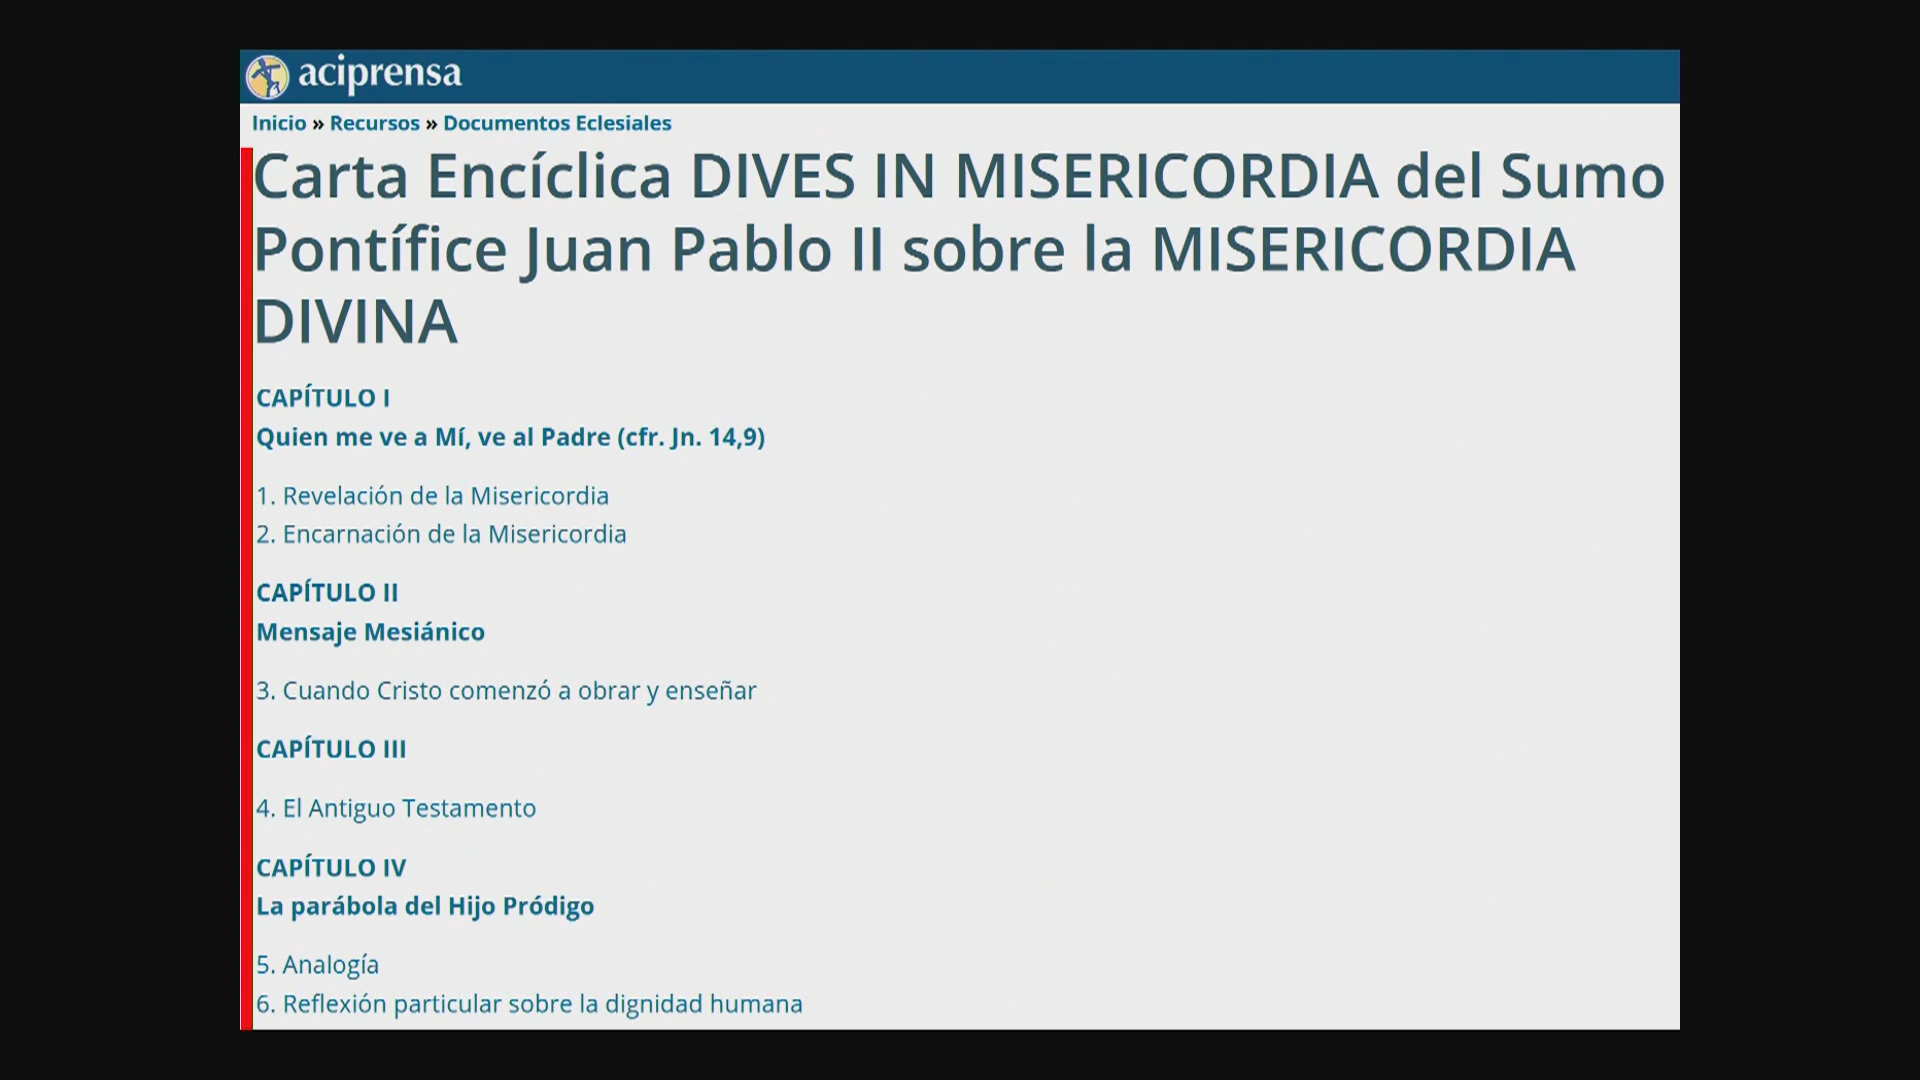 aciprensa
Inicio » Recursos » Documentos Eclesiales
Carta Encíclica DIVES IN MISERICORDIA del Sumo
Pontífice Juan Pablo II sobre la MISERICORDIA
DIVINA
CAPÍTULO I
Quien me ve a Mí, ve al Padre (cfr. Jn. 14,9)
1. Revelación de la Misericordia
2. Encarnación de la Misericordia
CAPÍTULO II
Mensaje Mesiánico
3. Cuando Cristo comenzó a obrar y enseñar
CAPÍTULO III
4. El Antiguo Testamento
CAPÍTULO IV
La parábola del Hijo Pródigo
5. Analogía
6. Reflexión particular sobre la dignidad humana